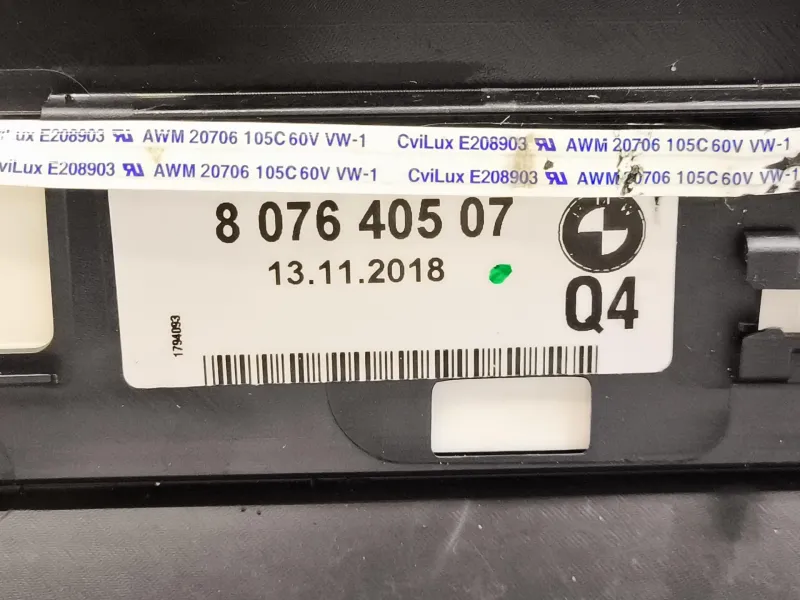 Lux E208903 AWM 20706 105C 60V VW-1 CviLux E208903 AWM 20706 105C 60V VW-1
viLux E208903 AWM 20706 105C 60V VW-1 CviLux E208903 AWM 20706 105C 60V VW-1
8 076 405 07
13.11.2018
Q4
1794093